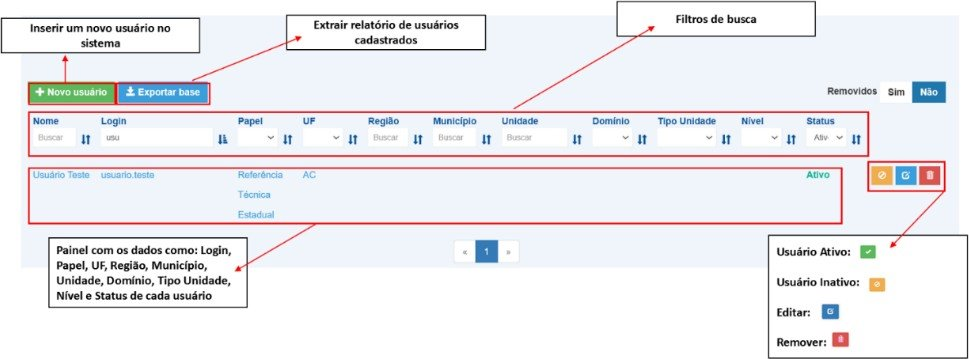 Inserir um novo usuário no
sistema
Extrair relatório de usuários
cadastrados
Filtros de busca
Novo usuário
Exportar base
Removidos Sim Não
Nome Login Papel UF Região Município Unidade Domínio Tipo Unidade Nível Status
Buscar usu Buscar Buscar Buscar Ativ
Usuário Teste usuario.teste Referência AC Ativo
Técnica
Estadual
« 1 »
Painel com os dados como: Login,
Papel, UF, Região, Município,
Unidade, Domínio, Tipo Unidade,
Nível e Status de cada usuário
Usuário Ativo:
Usuário Inativo:
Editar:
Remover: